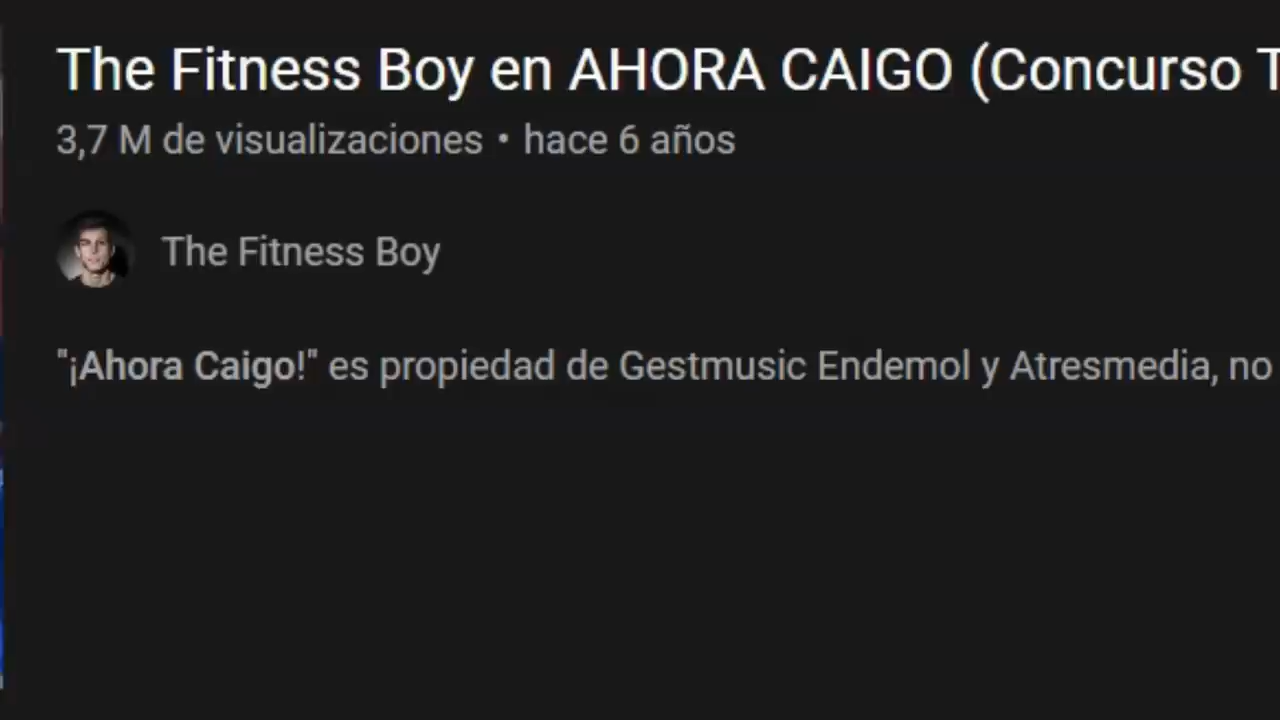 The Fitness Boy en AHORA CAIGO (Concurso T
3,7 M de visualizaciones • hace 6 años
The Fitness Boy
"¡Ahora Caigo!" es propiedad de Gestmusic Endemol y Atresmedia, no